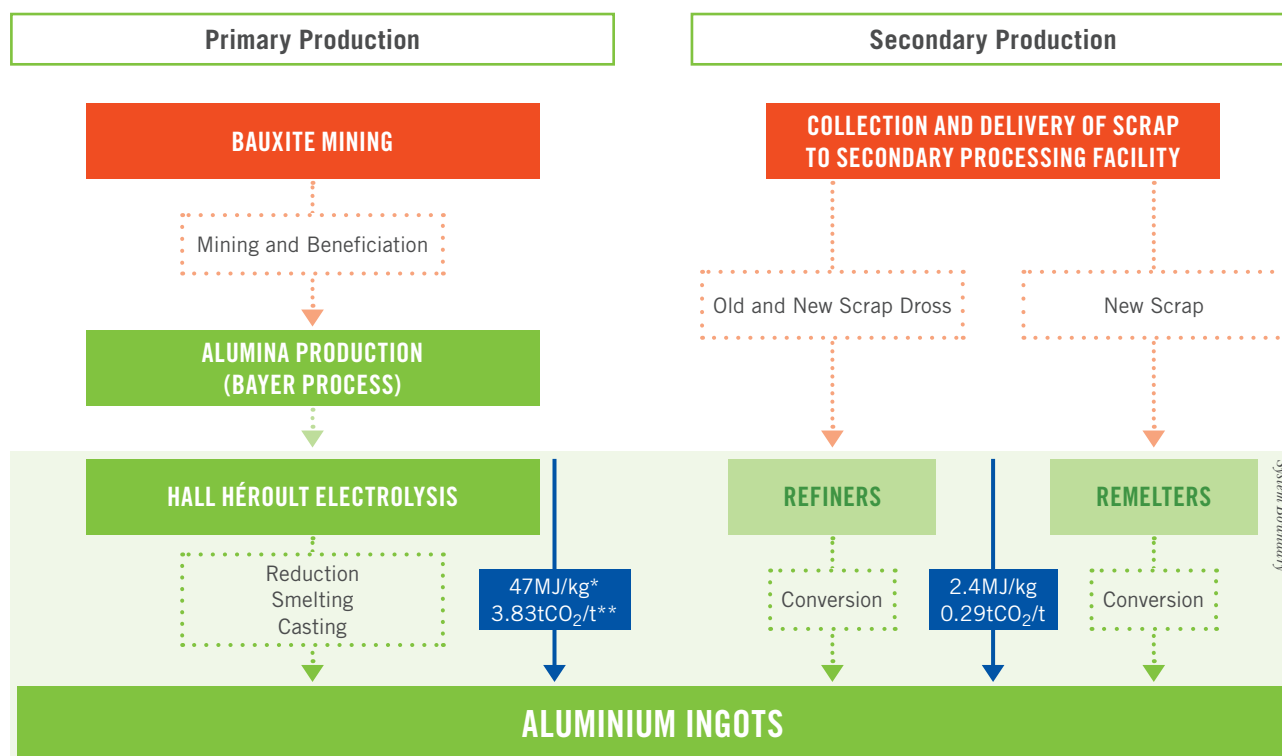 Primary Production
Secondary Production
BAUXITE MINING
COLLECTION AND DELIVERY OF SCRAP
TO SECONDARY PROCESSING FACILITY
Mining and Beneficiation
Old and New Scrap Dross
New Scrap
ALUMINA PRODUCTION
(BAYER PROCESS)
HALL HÉROULT ELECTROLYSIS
REFINERS
REMELTERS
System Boundary
Reduction
Smelting
Casting
47MJ/kg*
3.83tCO₂/t**
Conversion
2.4MJ/kg
0.29tCO₂/t
Conversion
ALUMINIUM INGOTS